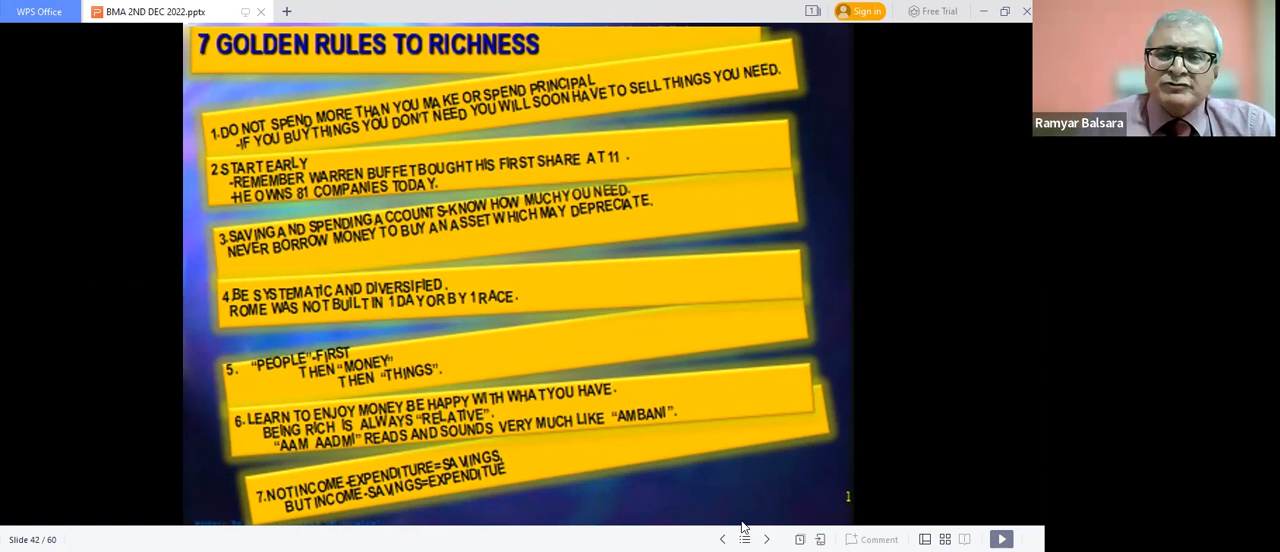 WPS Office
BMA 2ND DEC 2022.pptx
+
1
Sign in
Free Trial
Ramyar Balsara
7 GOLDEN RULES TO RICHNESS
1.DO NOT SPEND MORE THAN YOU MAKE OR SPEND PRINCIPAL
-IF YOU BUY THINGS YOU DON'T NEED YOU WILL SOON HAVE TO SELL THINGS YOU NEED.
2 START EARLY
-REMEMBER WARREN BUFFET BOUGHT HIS FIRST SHARE AT 11 .
-HE OWNS 81 COMPANIES TODAY.
3.SAVING AND SPENDING ACCOUNTS-KNOW HOW MUCH YOU NEED.
NEVER BORROW MONEY TO BUY AN ASSET WHICH MAY DEPRECIATE.
4.BE SYSTEMATIC AND DIVERSIFIED.
ROME WAS NOT BUILT IN 1 DAY OR BY 1 RACE.
5. "PEOPLE"-FIRST
THEN "MONEY"
THEN "THINGS".
6. LEARN TO ENJOY MONEY BE HAPPY WITH WHAT YOU HAVE.
BEING RICH IS ALWAYS "RELATIVE".
"AAM AADMI" READS AND SOUNDS VERY MUCH LIKE "AMBANI".
7.NOT INCOME-EXPENDITURE=SAVINGS,
BUT INCOME-SAVINGS=EXPENDITUE
1
Slide 42 / 60
Comment